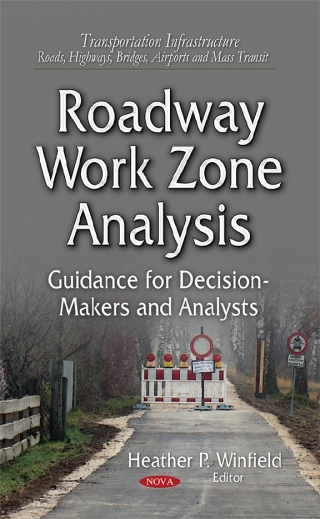 Transportation Infrastructure
Roads, Highways, Bridges, Airports and Mass Transit
Roadway
Work Zone
Analysis
Guidance for Decision-
Makers and Analysts
Heather P. Winfield
Editor
NOVA